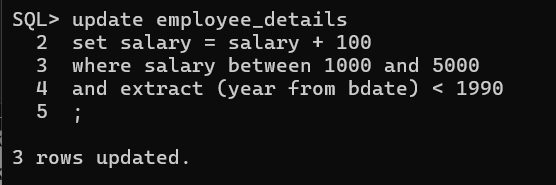 SQL> update employee_details
2 set salary = salary + 100
3 where salary between 1000 and 5000
4 and extract (year from bdate) < 1990
5 ;
3 rows updated.